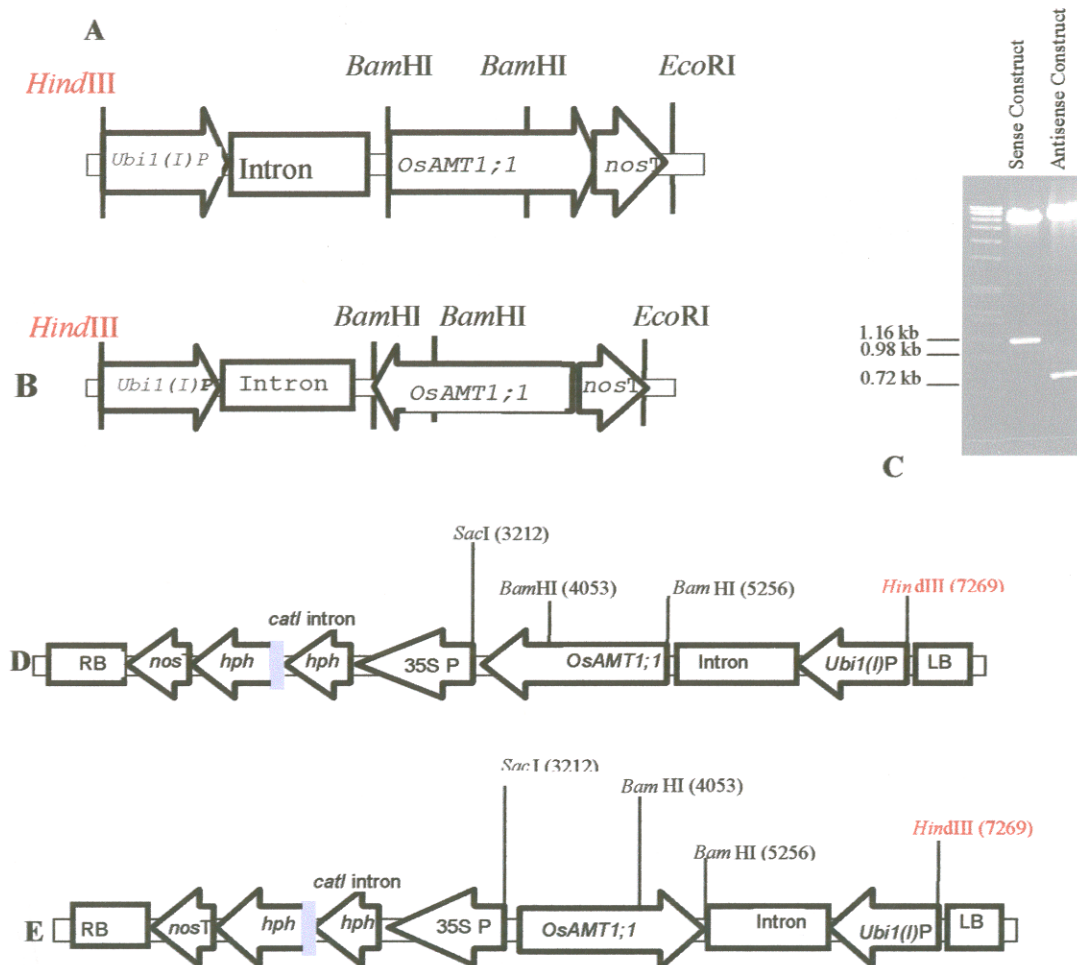 A
HindIII
BamHI
BamHI
EcoRI
Ubi1(I)P
Intron
OsAMT1;1
nosT
B
HindIII
BamHI
BamHI
EcoRI
Ubi1(I)P
Intron
OsAMT1;1
nosT
Sense Construct
Antisense Construct
1.16 kb
0.98 kb
0.72 kb
C
D
SacI (3212)
BamHI (4053)
Bam HI (5256)
HindIII (7269)
catI intron
RB
nosT
hph
hph
35S P
OsAMT1;1
Intron
Ubi1(I)P
LB
E
Sac I (3212)
Bam HI (4053)
Bam HI (5256)
HindIII (7269)
catI intron
RB
nosT
hph
hph
35S P
OsAMT1;1
Intron
Ubi1(I)P
LB